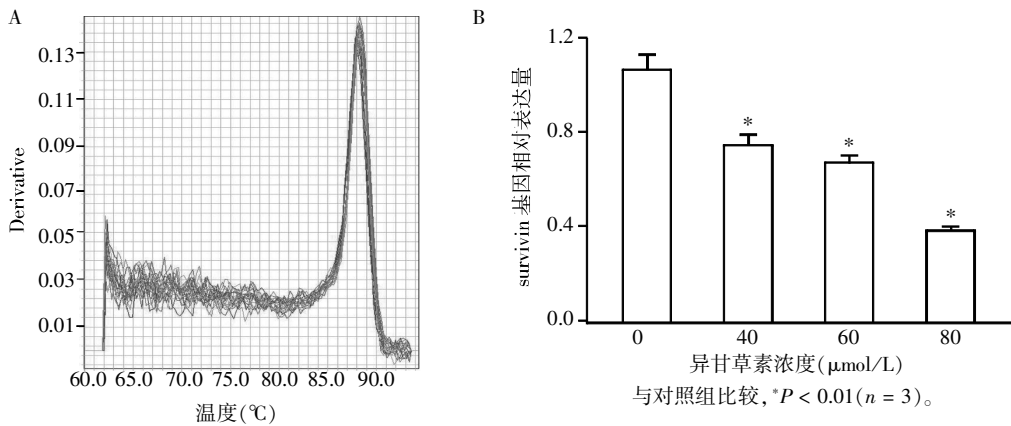 A
Derivative
0.13
0.11
0.09
0.07
0.05
0.03
0.01
60.0 65.0 70.0 75.0 80.0 85.0 90.0
温度(℃)
B
survivin 基因相对表达量
1.2
0.8
0.4
0.0
*
*
*
0 40 60 80
异甘草素浓度(μmol/L)
与对照组比较,*P < 0.01(n = 3)。